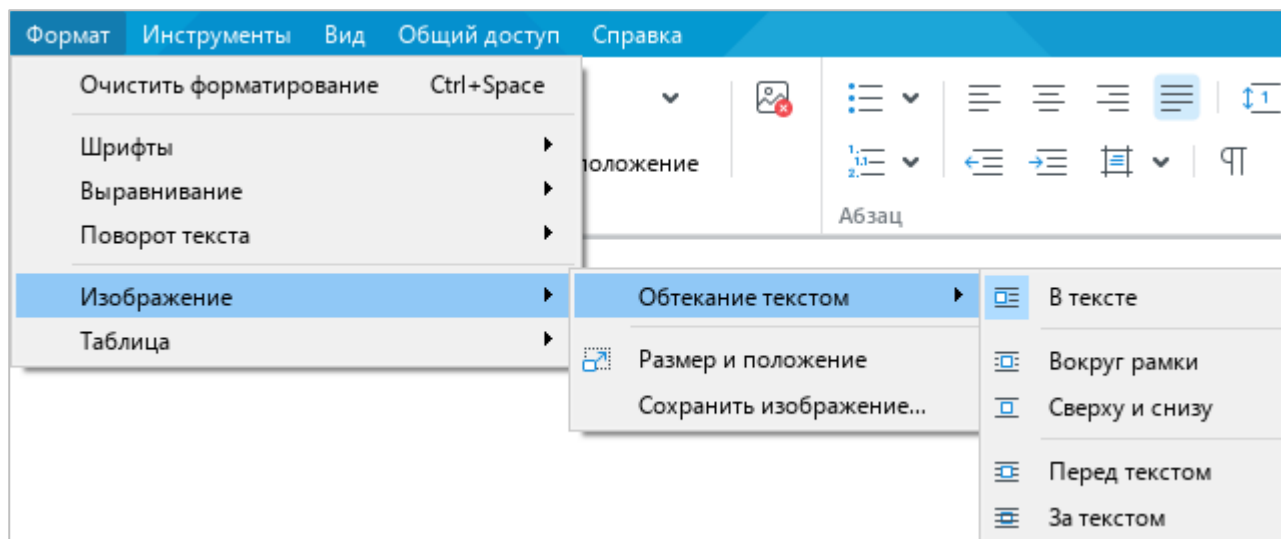 Формат Инструменты Вид Общий доступ Справка
Очистить форматирование Ctrl+Space
Шрифты
Выравнивание
Поворот текста
Изображение
Таблица
положение
Абзац
Обтекание текстом
Размер и положение
Сохранить изображение...
В тексте
Вокруг рамки
Сверху и снизу
Перед текстом
За текстом